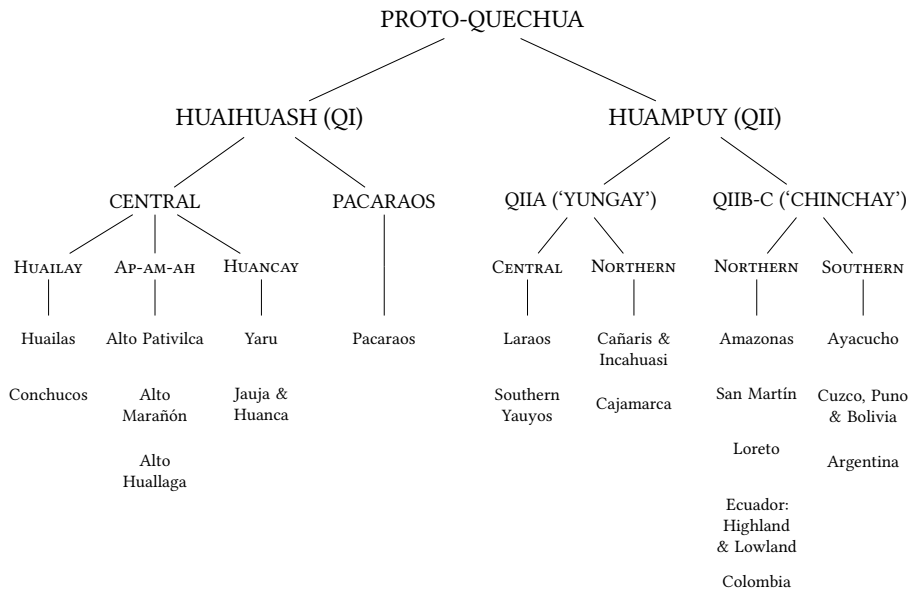 PROTO-QUECHUA
HUAIHUASH (QI)
HUAMPUY (QII)
CENTRAL
PACARAOS
QIIA (‘YUNGAY’)
QIIB-C (‘CHINCHAY’)
Huailay
Ap-am-ah
Huancay
Central
Northern
Northern
Southern
Huailas
Alto Pativilca
Yaru
Pacaraos
Laraos
Cañaris &
Incahuasi
Amazonas
Ayacucho
Conchucos
Alto
Marañón
Jauja &
Huanca
Southern
Yauyos
Cajamarca
San Martín
Cuzco, Puno
& Bolivia
Alto
Huallaga
Loreto
Argentina
Ecuador:
Highland
& Lowland
Colombia